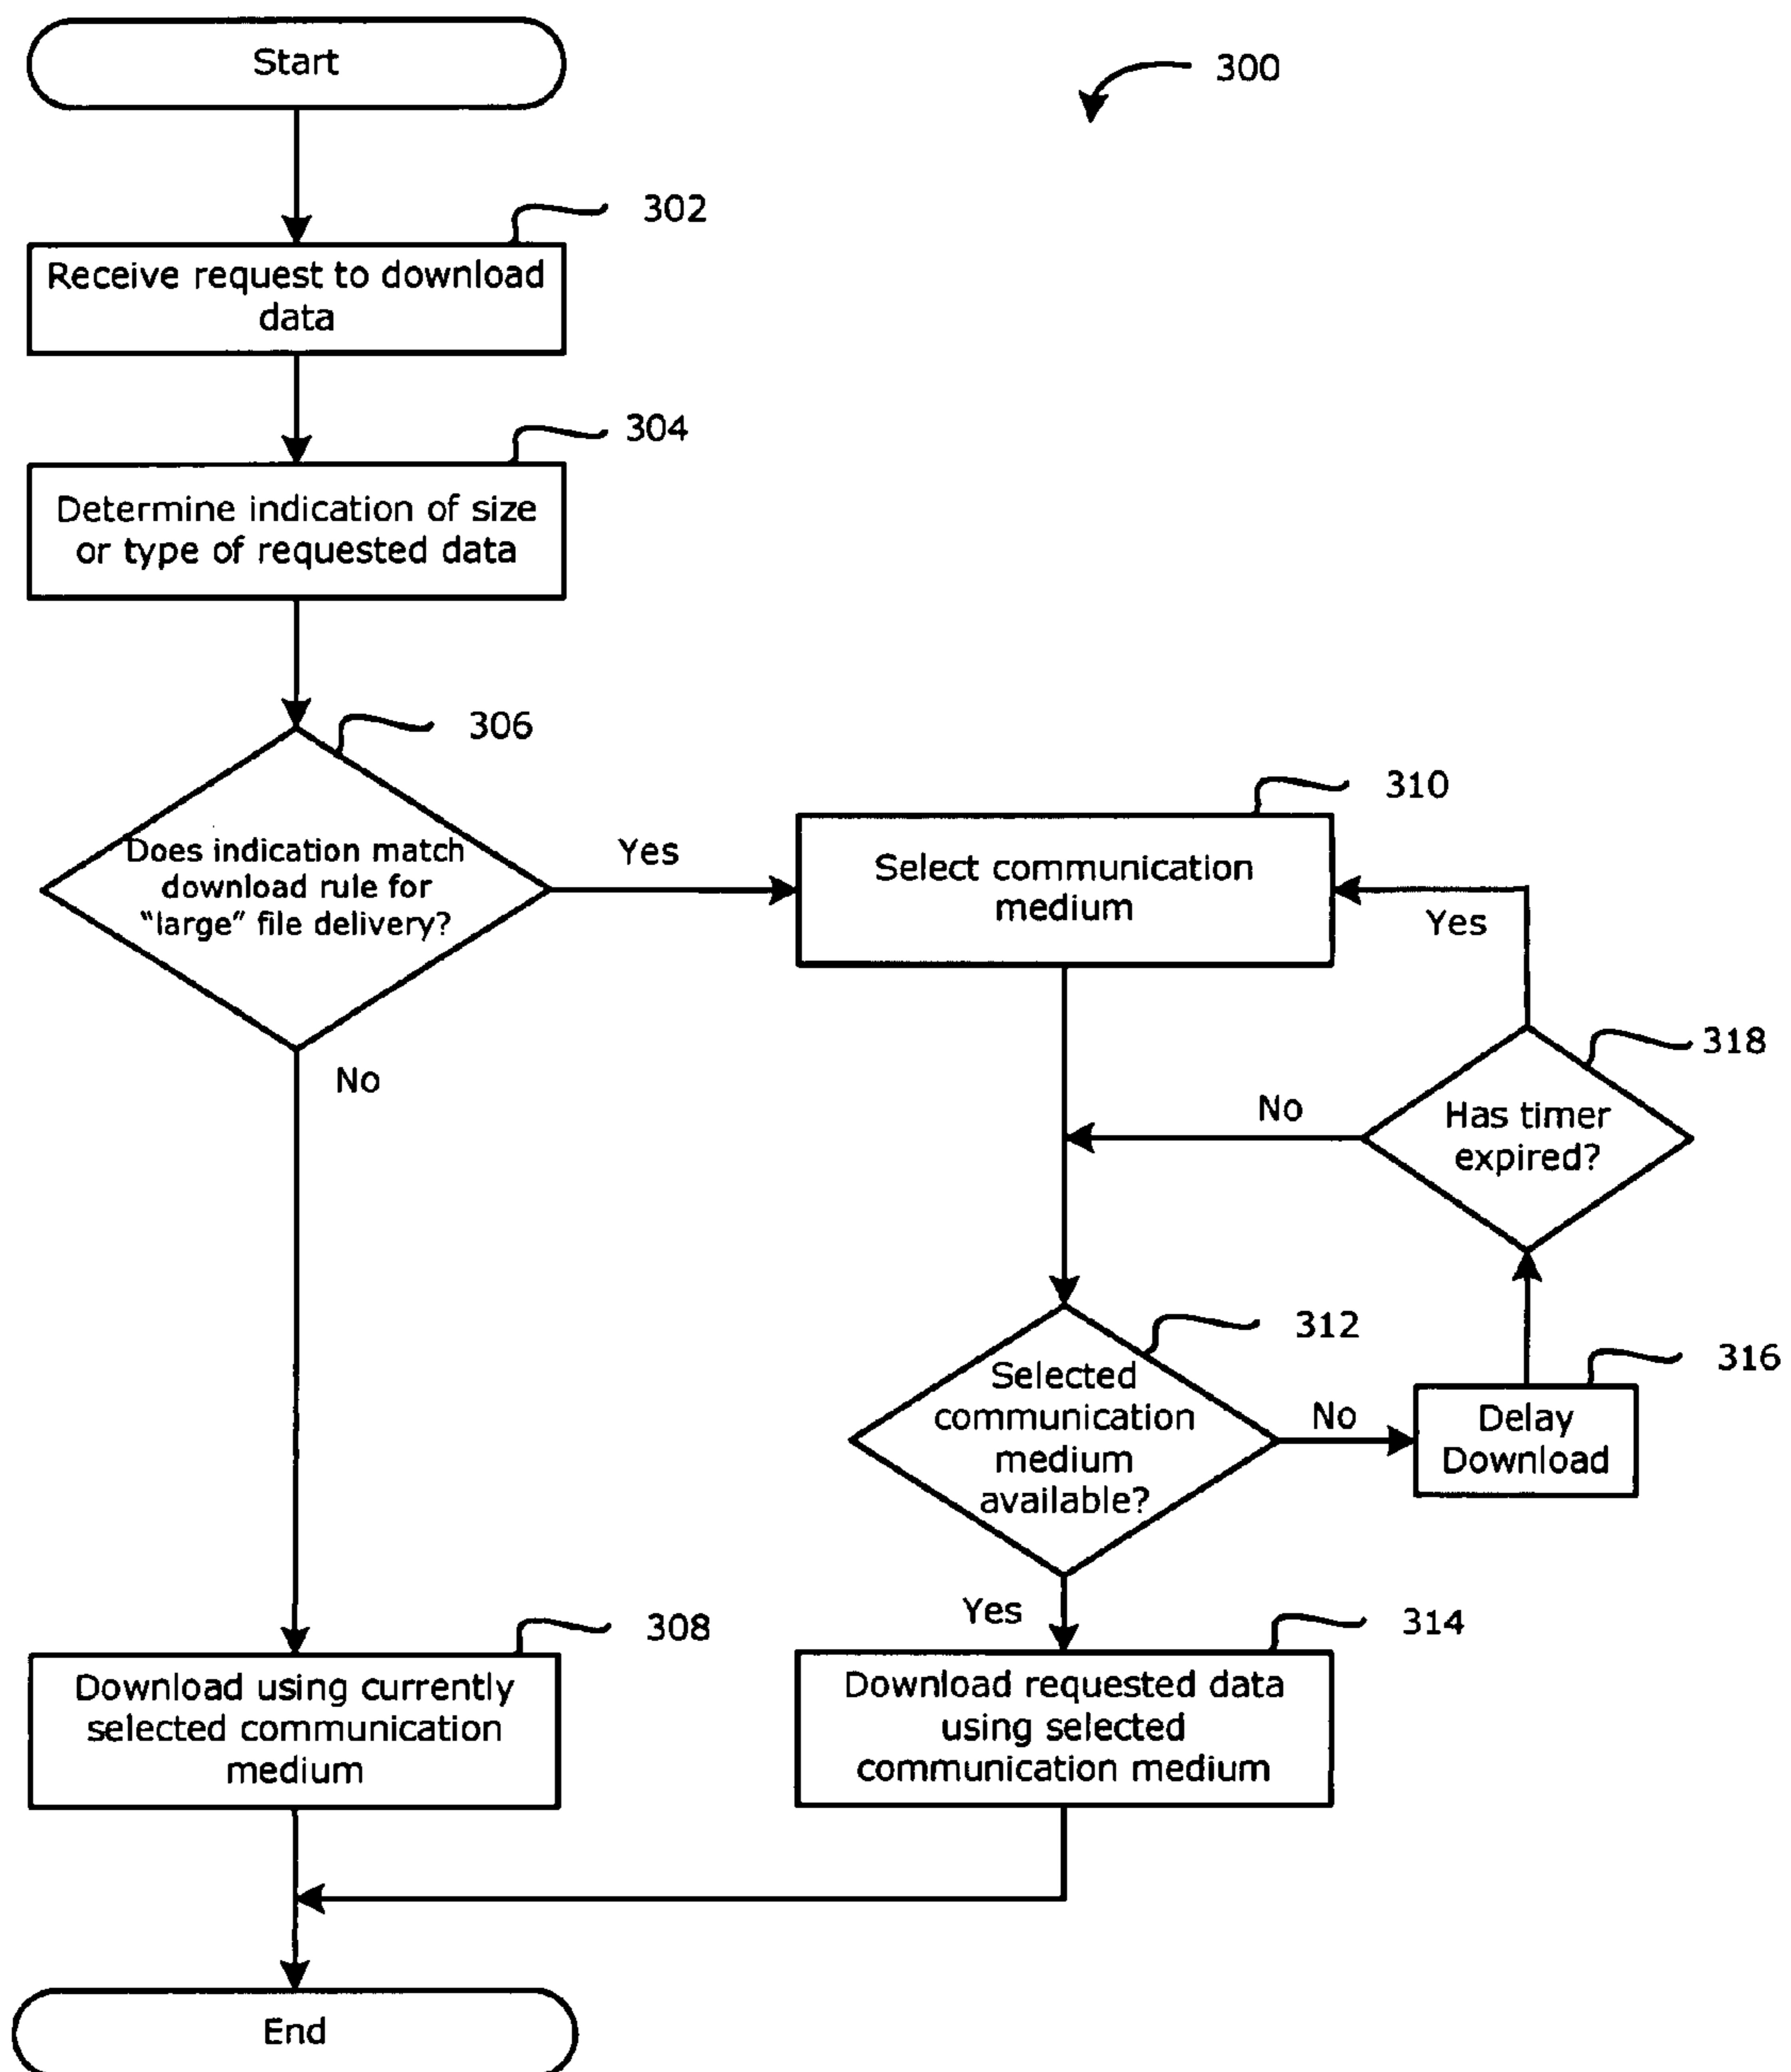 Start
300
302
Receive request to download
data
304
Determine indication of size
or type of requested data
306
Does indication match
download rule for
"large" file delivery?
Yes
No
310
Select communication
medium
Yes
318
Has timer
expired?
No
312
Selected
communication
medium
available?
No
316
Delay
Download
Yes
308
Download using currently
selected communication
medium
314
Download requested data
using selected
communication medium
End